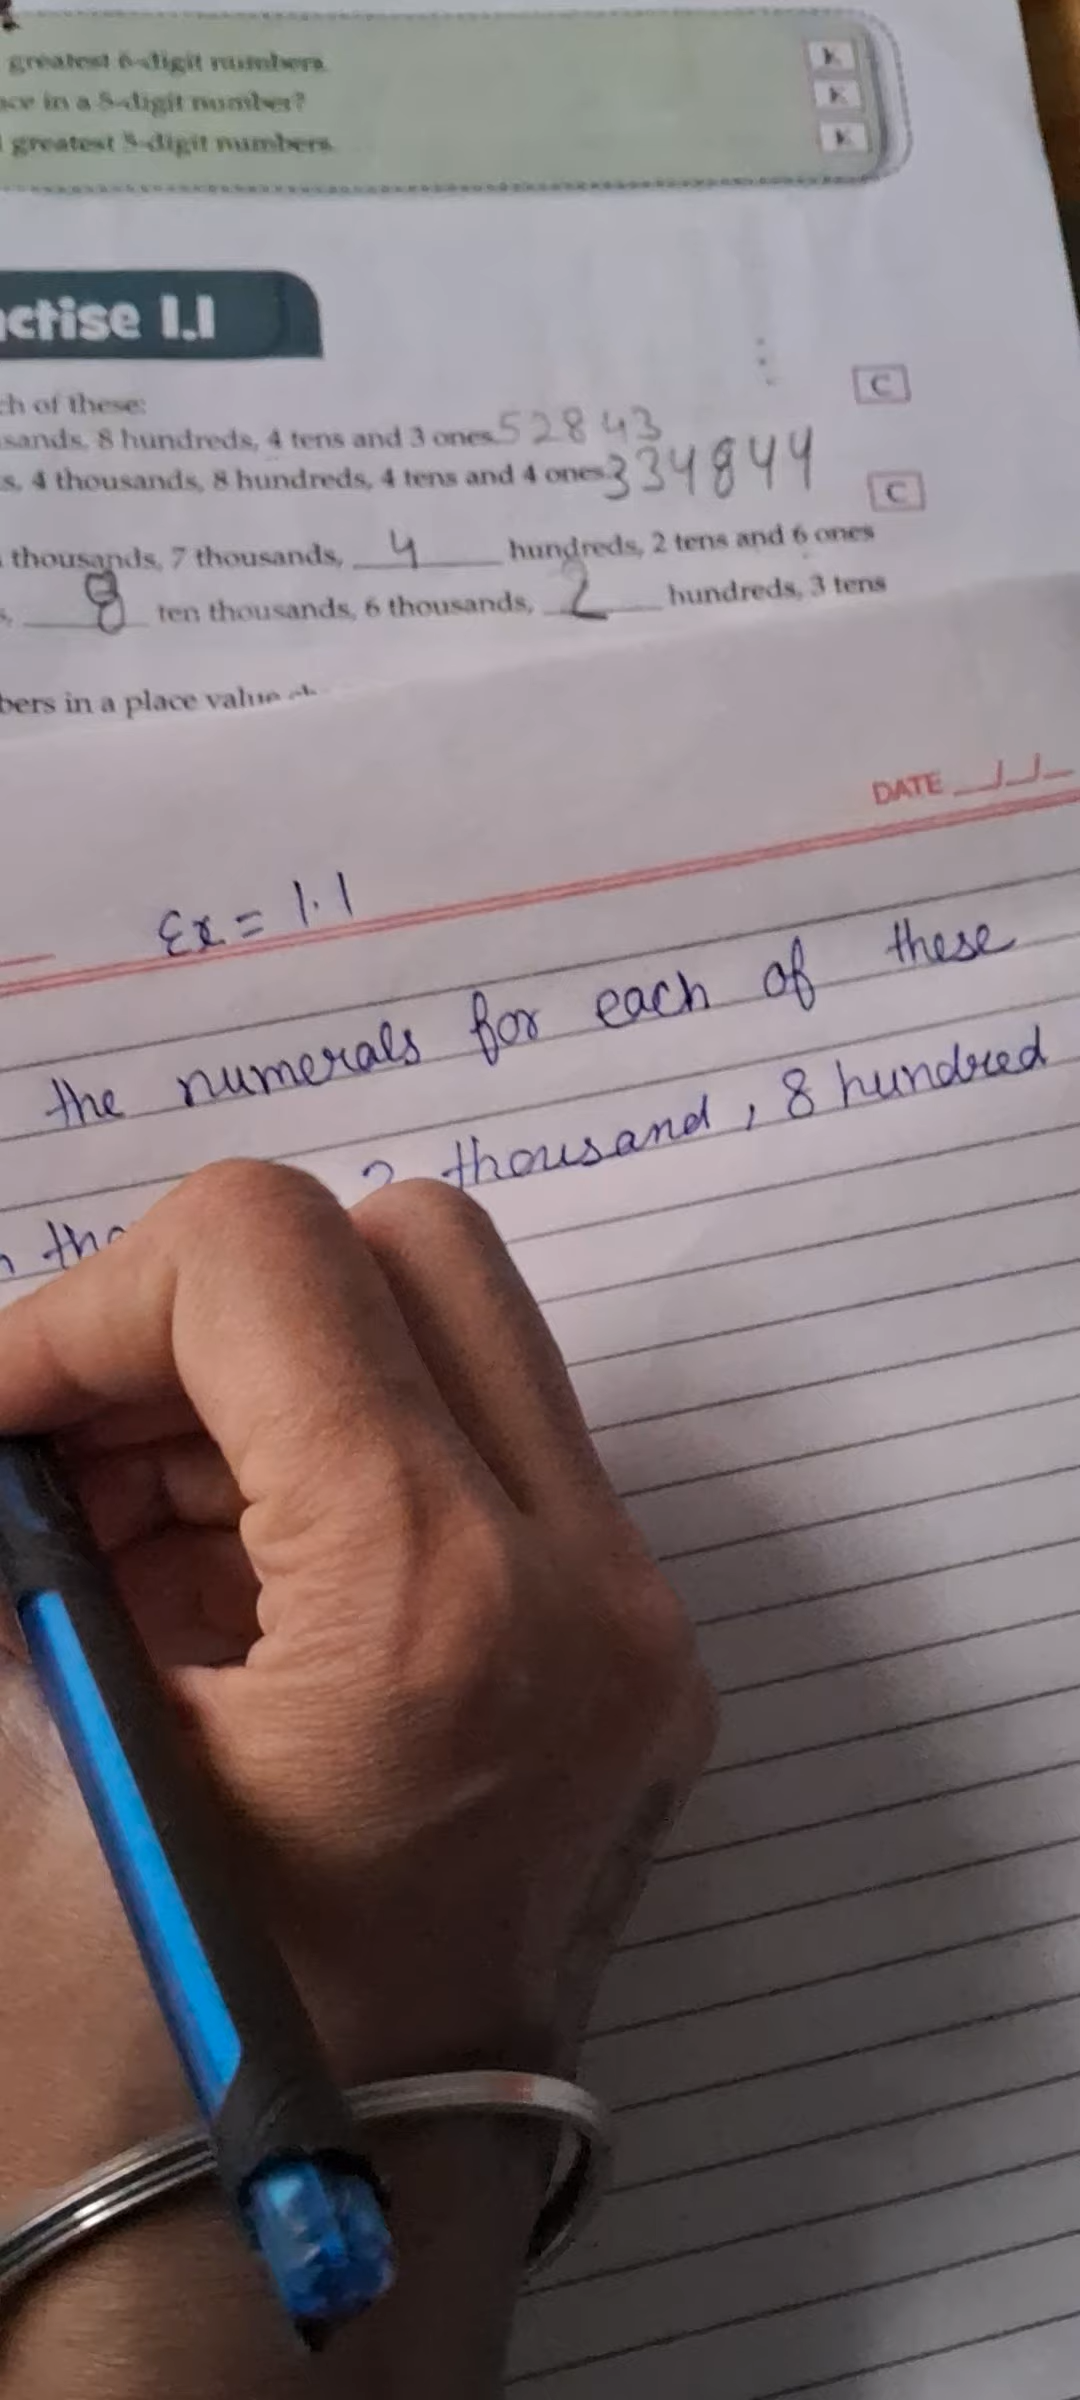 greatest 6-digit numbers. K
in a 5-digit number? K
greatest 5-digit numbers. K
ctise 1.1
ch of these: C
sands, 8 hundreds, 4 tens and 3 ones. 52843
s, 4 thousands, 8 hundreds, 4 tens and 4 ones. 334844
C
thousands, 7 thousands, 4 hundreds, 2 tens and 6 ones
s, 8 ten thousands, 6 thousands, 2 hundreds, 3 tens
bers in a place value
DATE
Ex = 1.1
the numerals for each of these
thousand, 8 hundred